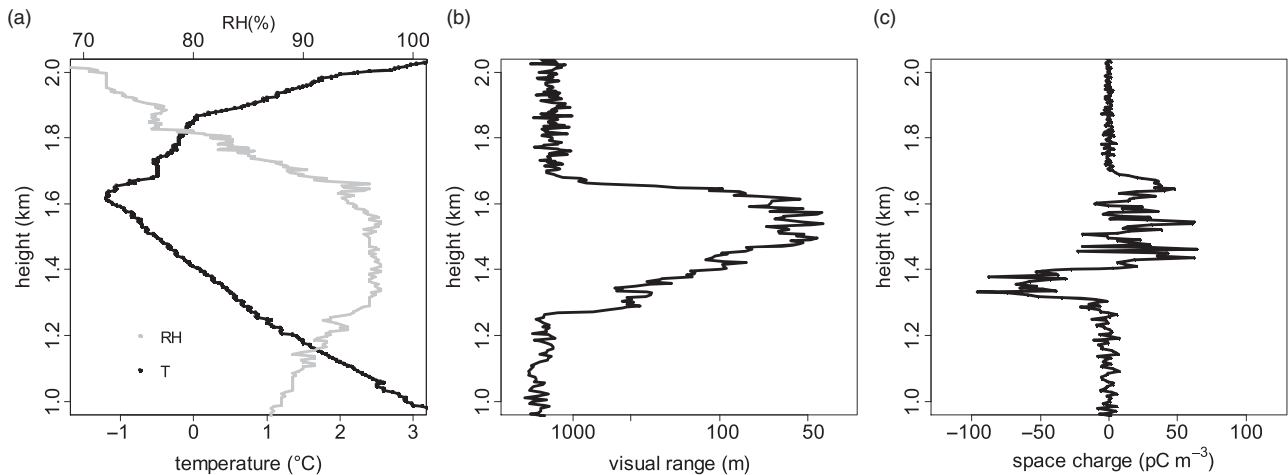 (a)
RH(%)
70 80 90 100
height (km)
1.0 1.2 1.4 1.6 1.8 2.0
RH
T
−1 0 1 2 3
temperature (°C)
(b)
height (km)
1.0 1.2 1.4 1.6 1.8 2.0
1000 100 50
visual range (m)
(c)
height (km)
1.0 1.2 1.4 1.6 1.8 2.0
−100 −50 0 50 100
space charge (pC m⁻³)